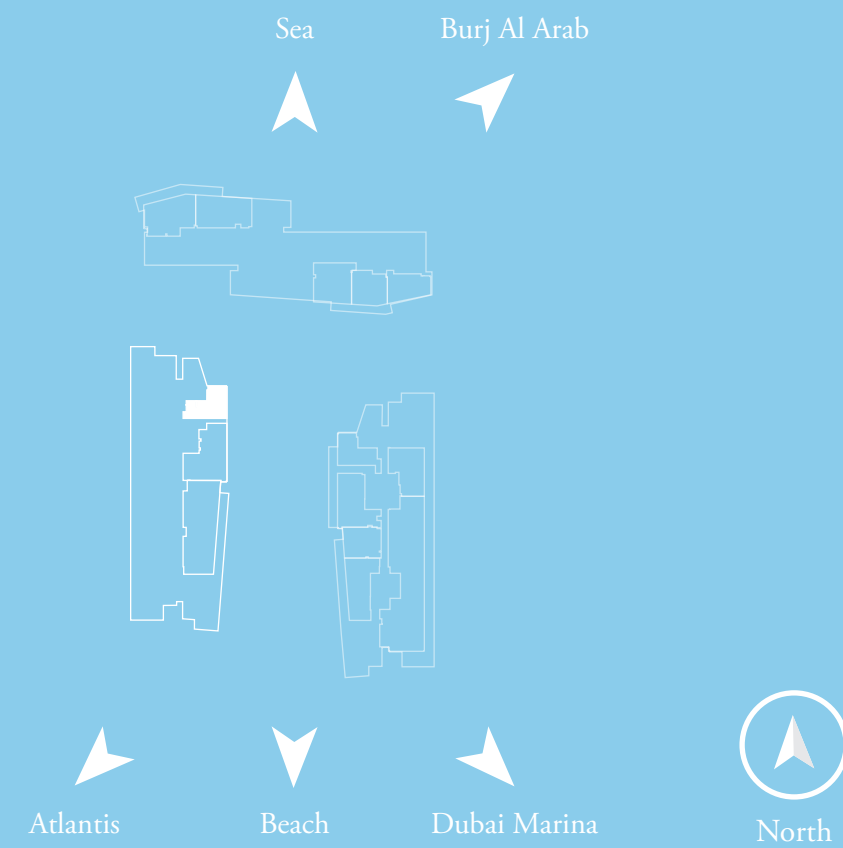 Sea
Burj Al Arab
Atlantis
Beach
Dubai Marina
North